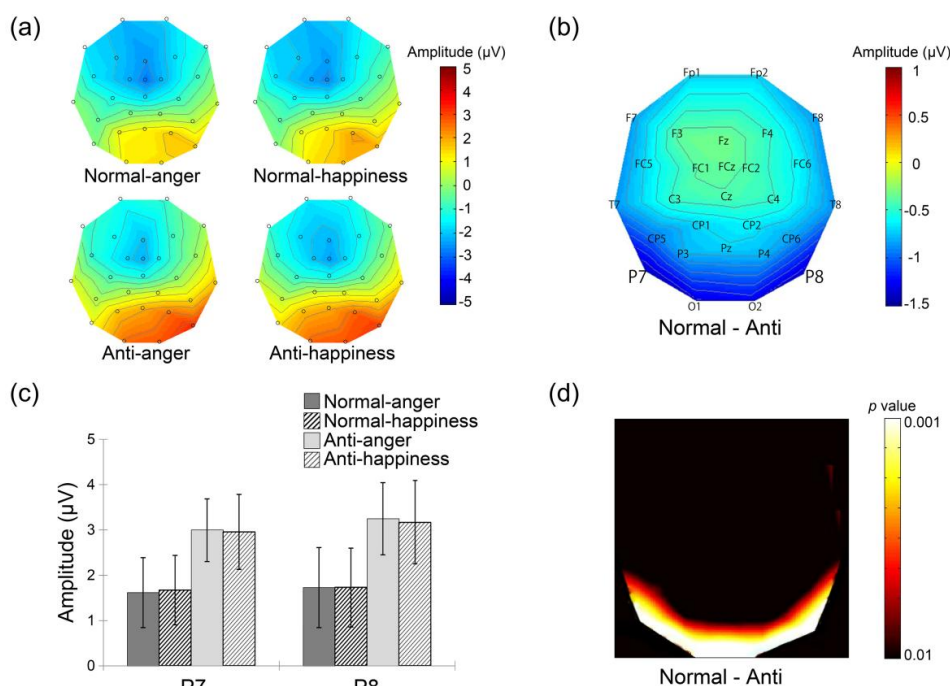 (a)
Amplitude (µV)
5
4
3
2
1
0
-1
-2
-3
-4
-5
Normal-anger
Normal-happiness
Anti-anger
Anti-happiness
(b)
Amplitude (µV)
1
0.5
0
-0.5
-1
-1.5
Fp1 Fp2
F7 F8
F3 Fz F4
FC5 FC1 FCz FC2 FC6
T7 C3 Cz C4 T8
CP1 CP2
CP5 CP6
P3 Pz P4
P7 P8
O1 O2
Normal - Anti
(c)
Normal-anger
Normal-happiness
Anti-anger
Anti-happiness
Amplitude (µV)
5
4
3
2
1
0
P7 P8
(d)
p value
0.001
0.01
Normal - Anti